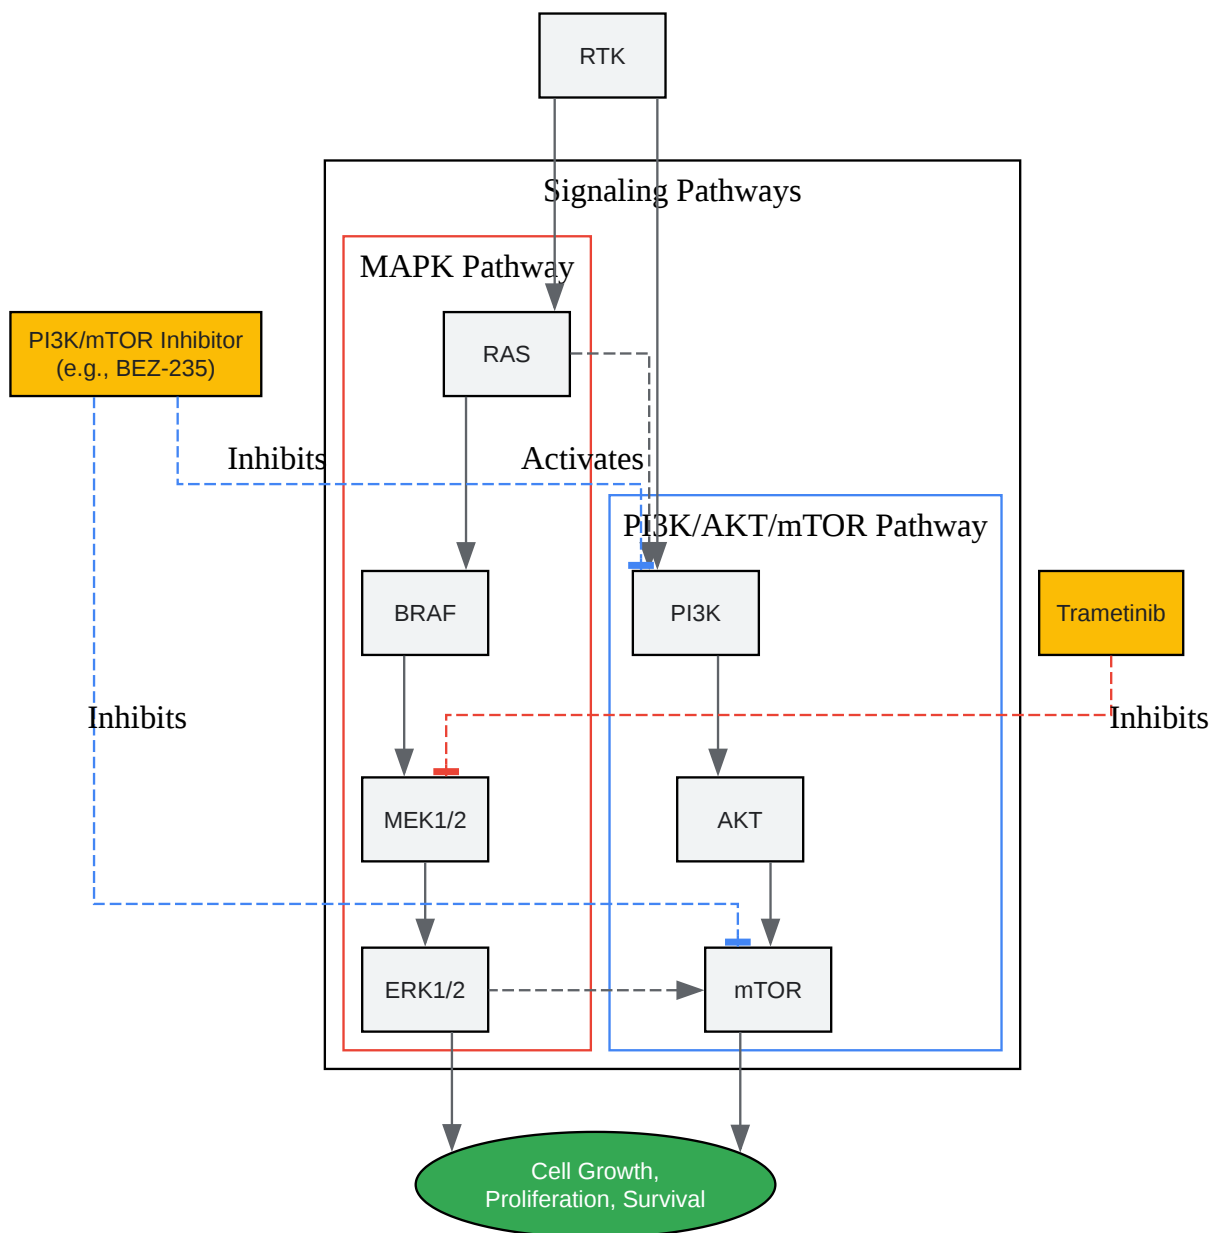 RTK
Signaling Pathways
MAPK Pathway
PI3K/mTOR Inhibitor
(e.g., BEZ-235)
RAS
Inhibits
Activates
PI3K/AKT/mTOR Pathway
BRAF
PI3K
Trametinib
Inhibits
Inhibits
MEK1/2
AKT
ERK1/2
mTOR
Cell Growth,
Proliferation, Survival